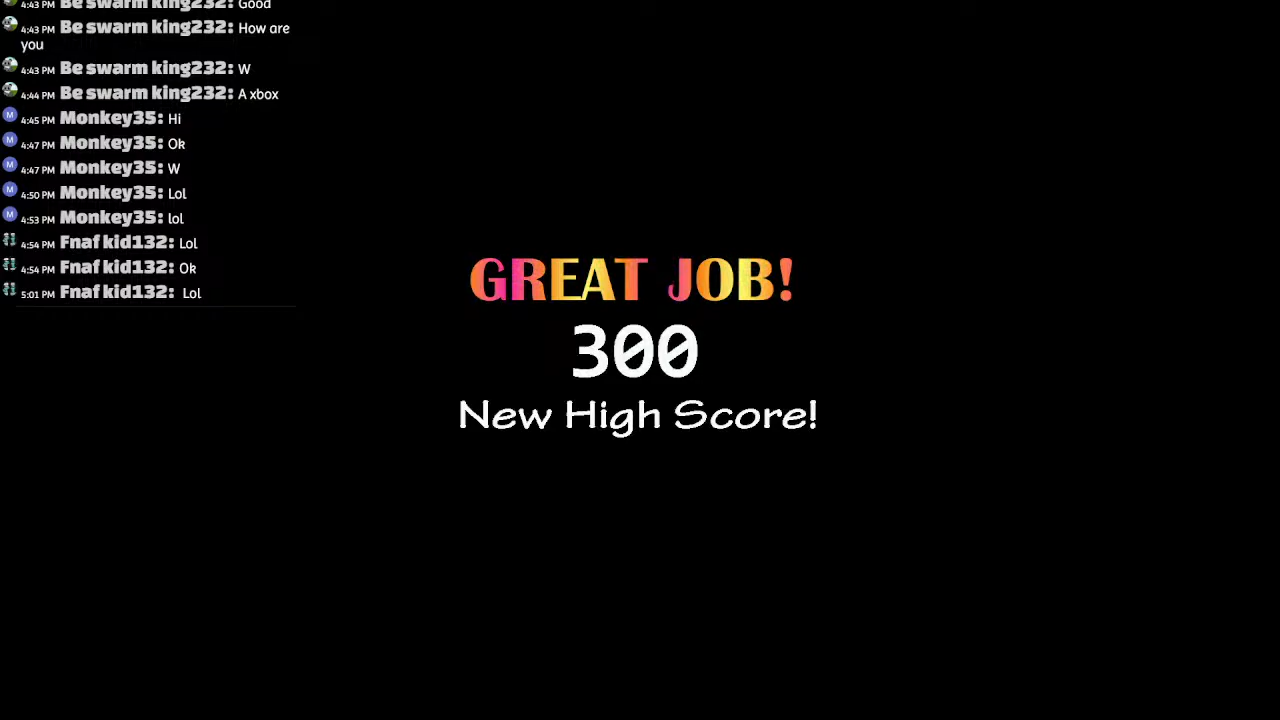 4:43 PM Be swarm king232: Good
4:43 PM Be swarm king232: How are
you
4:43 PM Be swarm king232: W
4:44 PM Be swarm king232: A xbox
M 4:45 PM Monkey35: Hi
M 4:47 PM Monkey35: Ok
M 4:47 PM Monkey35: W
M 4:50 PM Monkey35: Lol
M 4:53 PM Monkey35: lol
4:54 PM Fnaf kid132: Lol
4:54 PM Fnaf kid132: Ok
5:01 PM Fnaf kid132: Lol
GREAT JOB!
300
New High Score!